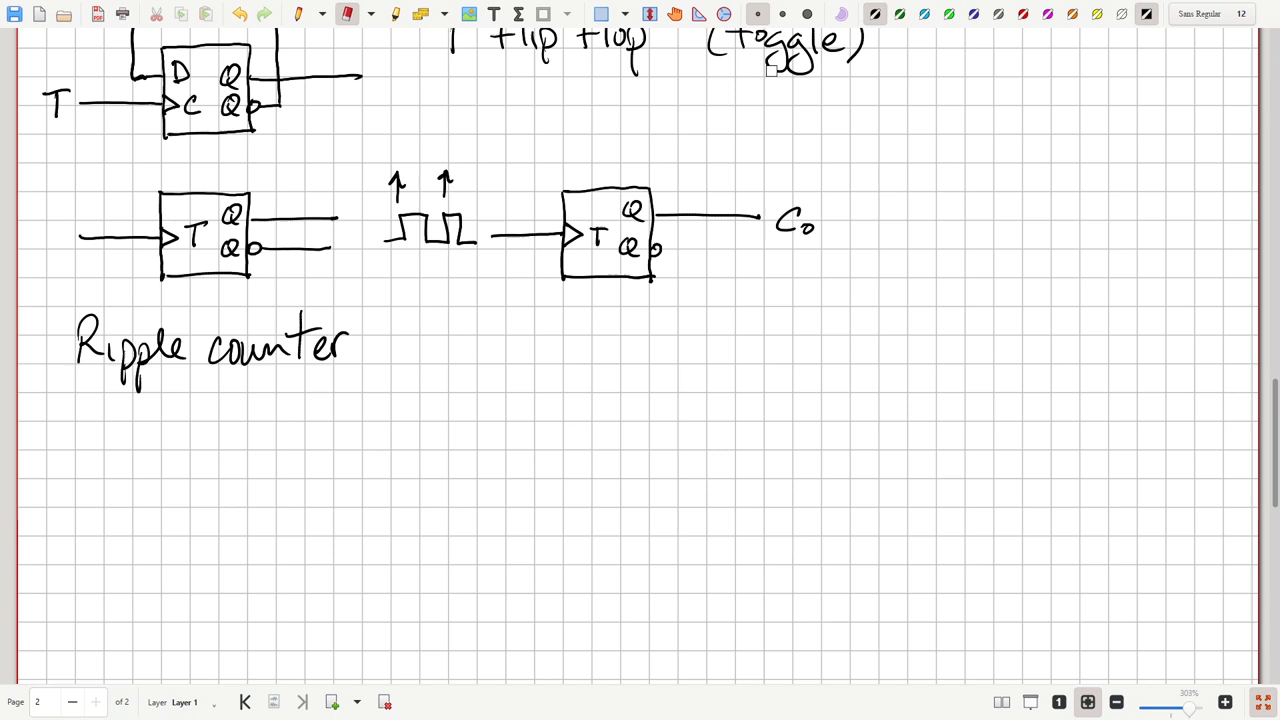 Sans Regular 12
T flip flop (toggle)
D Q
T C Q
Q Q C₀
T Q T Q
Ripple counter
Page 2 of 2 Layer Layer 1 303%